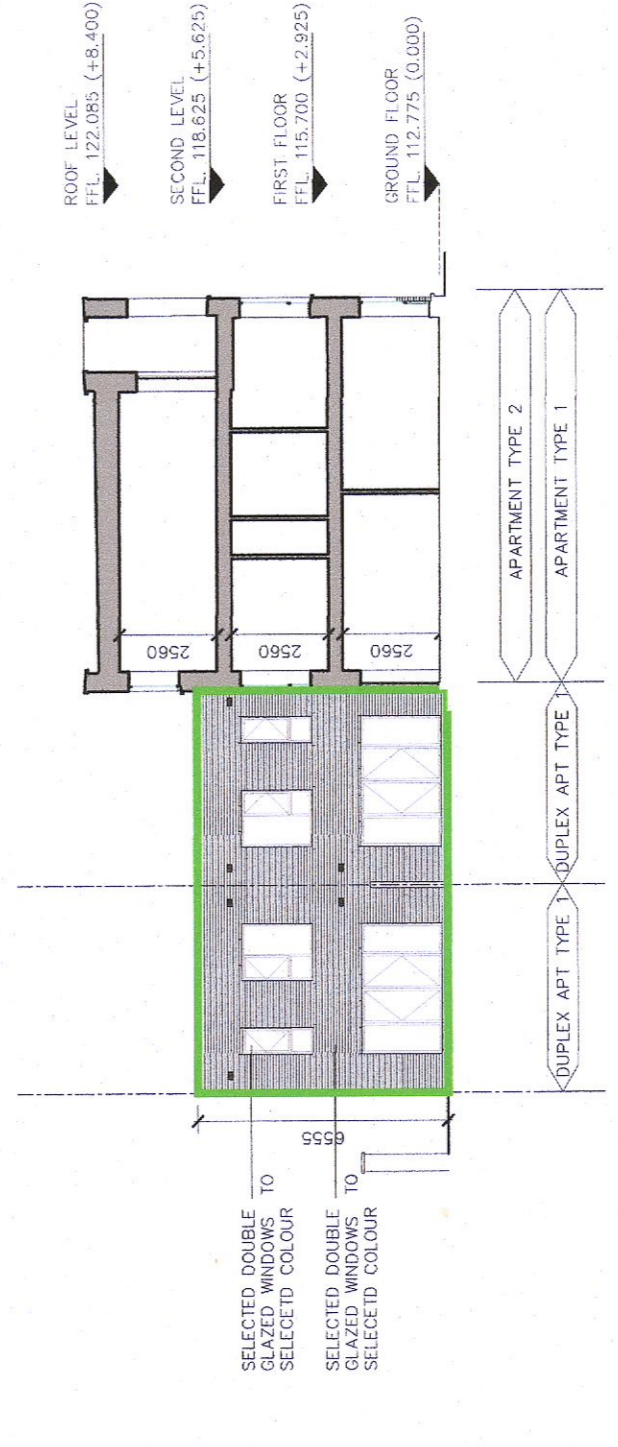 ROOF LEVEL
FFL. 122.085 (+8.400)
SECOND LEVEL
FFL. 118.625 (+5.625)
FIRST FLOOR
FFL. 115.700 (+2.925)
GROUND FLOOR
FFL. 112.775 (0.000)
2560
2560
2560
6555
SELECTED DOUBLE
GLAZED WINDOWS TO
SELECETD COLOUR
SELECTED DOUBLE
GLAZED WINDOWS TO
SELECETD COLOUR
APARTMENT TYPE 2
DUPLEX APT TYPE 1
DUPLEX APT TYPE 1
APARTMENT TYPE 1